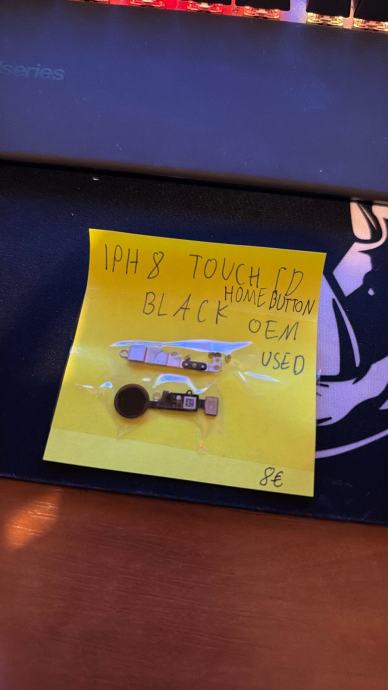 series
IPH 8 TOUCH ID
HOME BUTTON
BLACK OEM
USED
8€